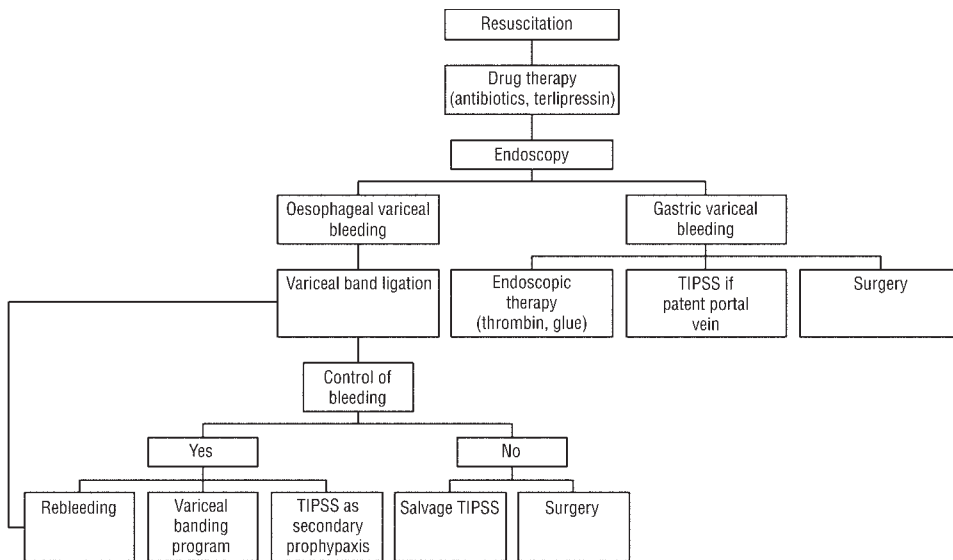 Resuscitation
Drug therapy
(antibiotics, terlipressin)
Endoscopy
Oesophageal variceal
bleeding
Gastric variceal
bleeding
Variceal band ligation
Endoscopic
therapy
(thrombin, glue)
TIPSS if
patent portal
vein
Surgery
Control of
bleeding
Yes
No
Rebleeding
Variceal
banding
program
TIPSS as
secondary
prophypaxis
Salvage TIPSS
Surgery